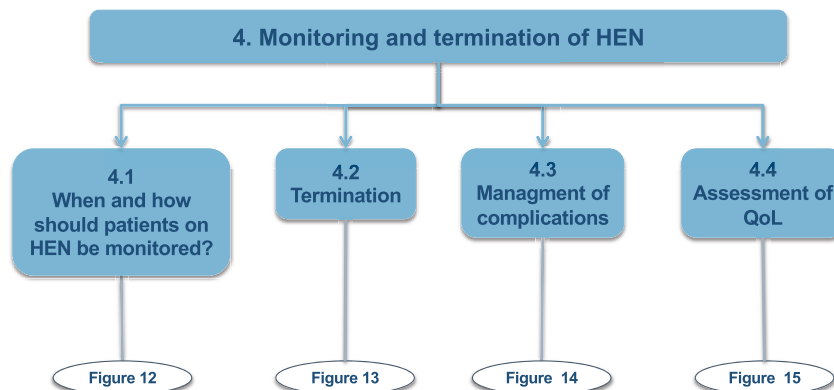 4. Monitoring and termination of HEN
4.1
When and how
should patients on
HEN be monitored?
4.2
Termination
4.3
Managment of
complications
4.4
Assessment of
QoL
Figure 12
Figure 13
Figure 14
Figure 15